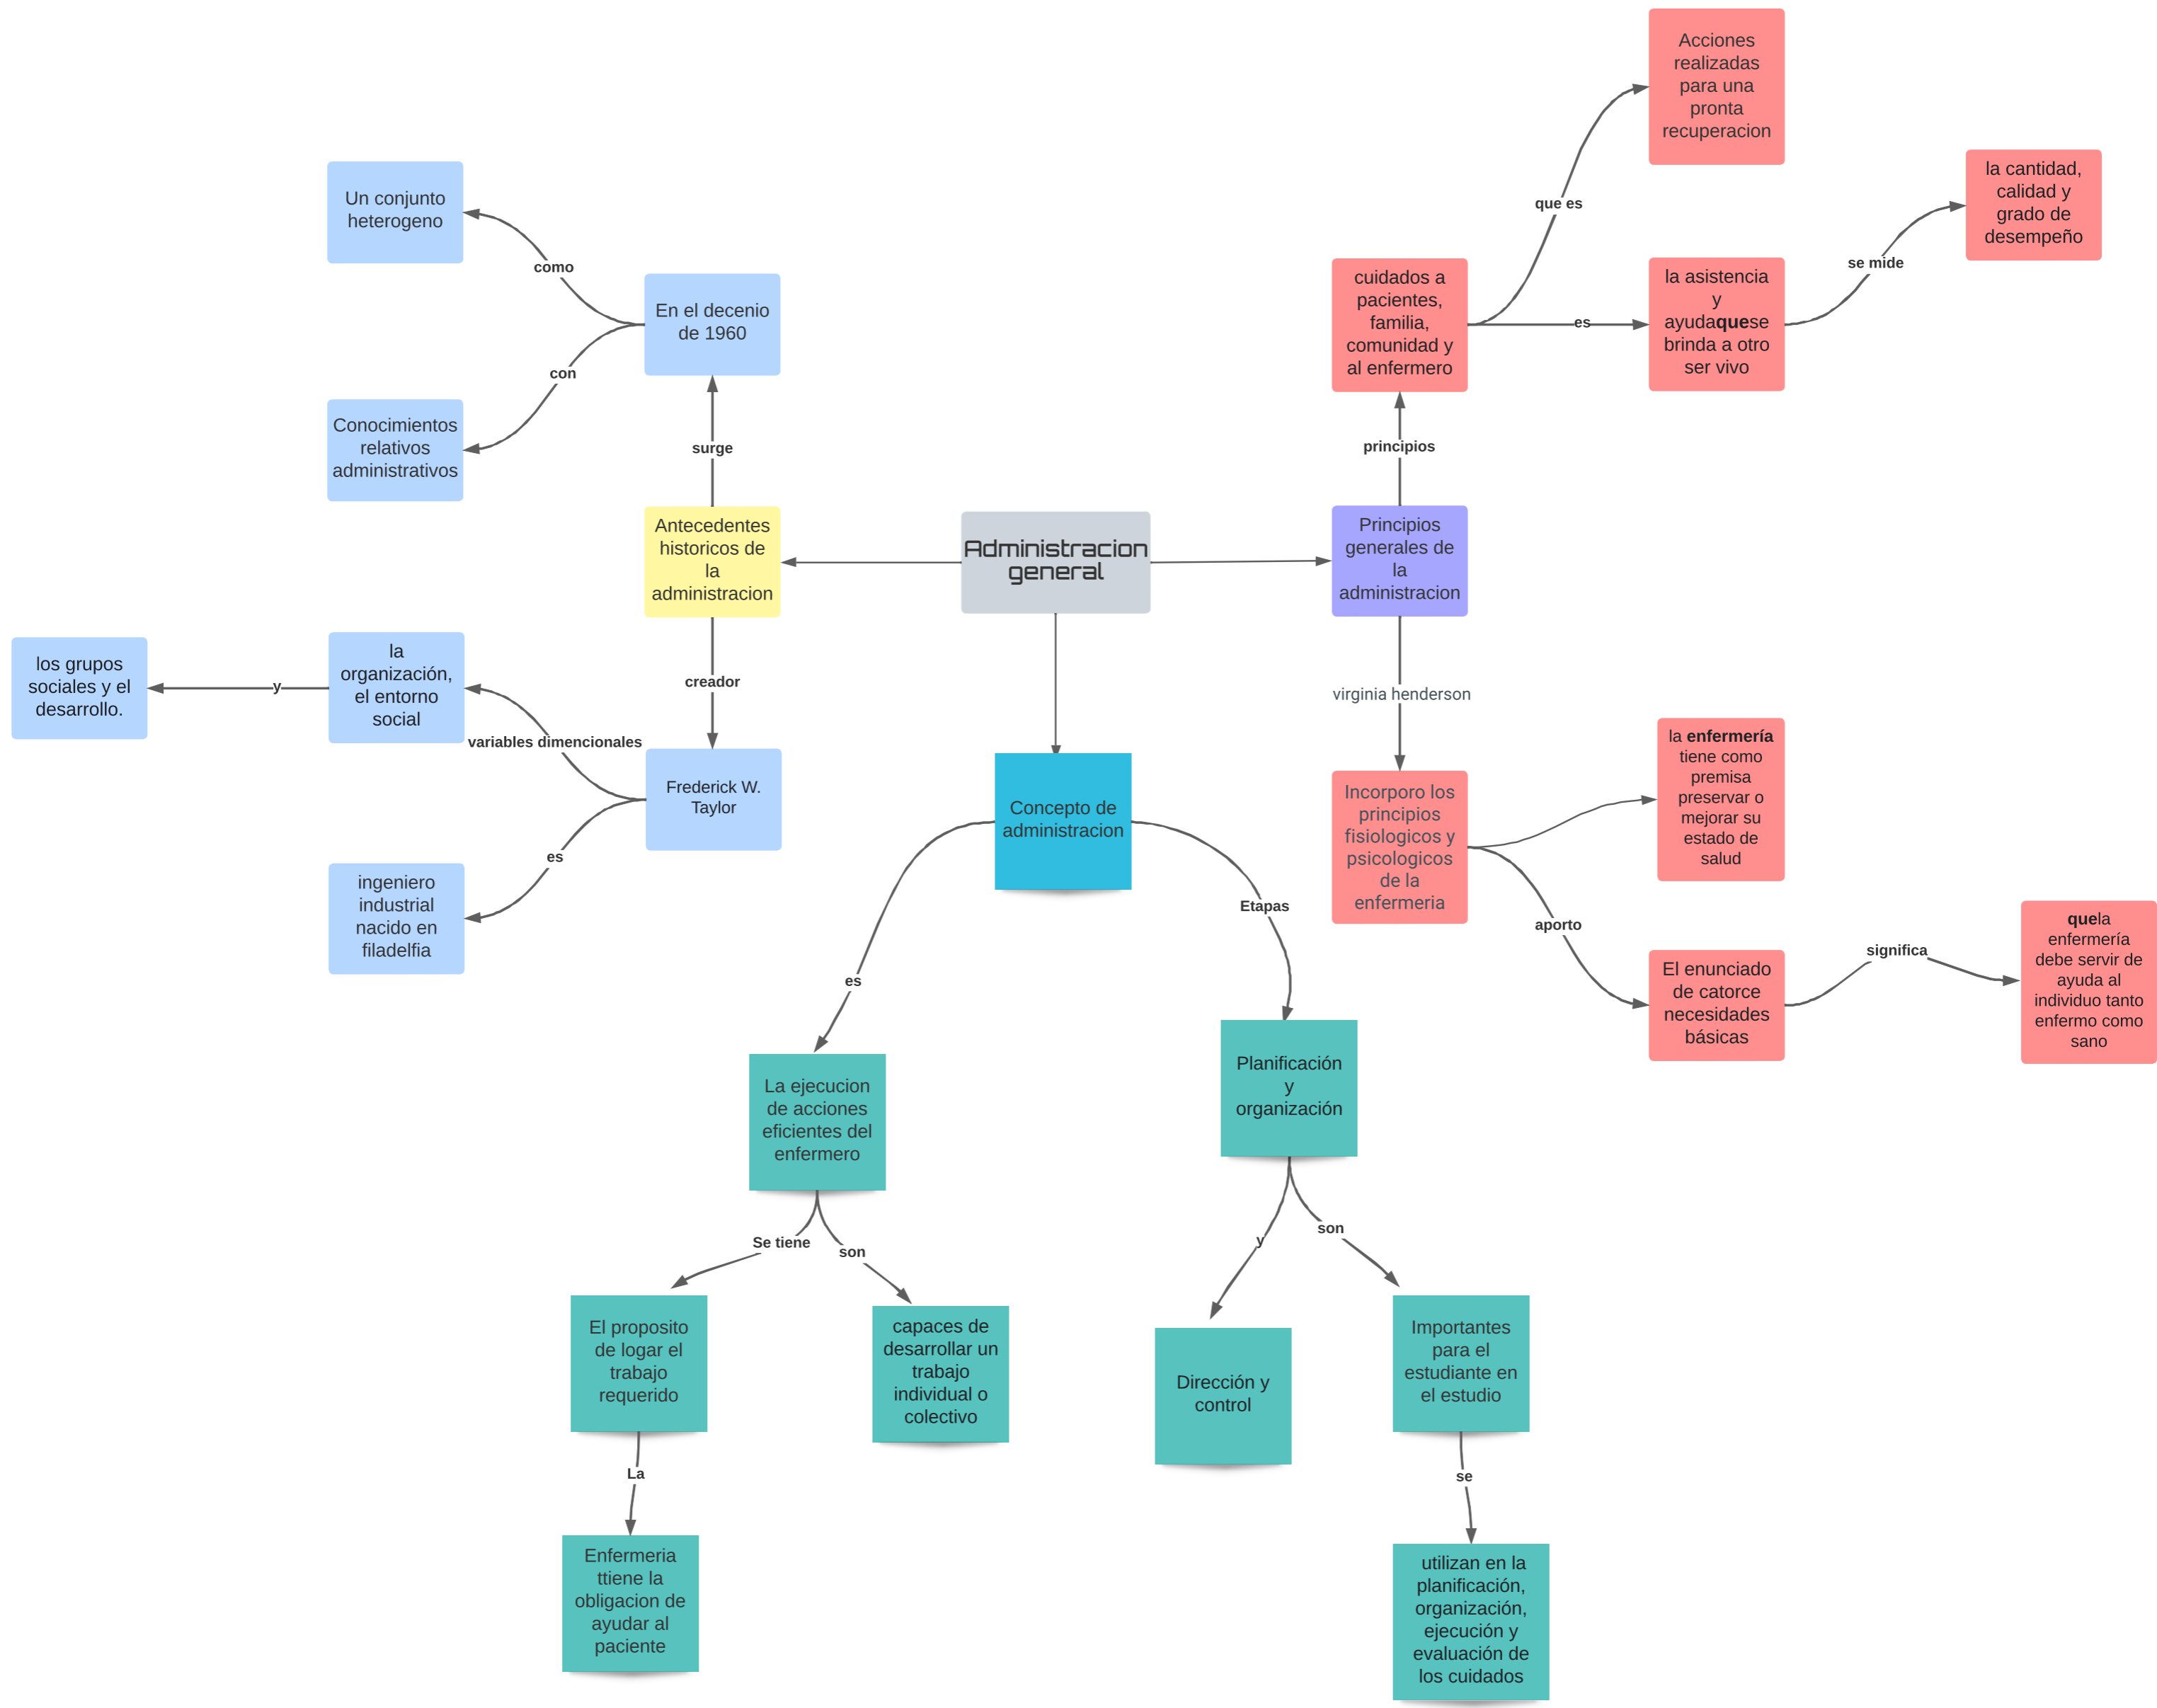 Administracion
general
Antecedentes
historicos de
la
administracion
surge
En el decenio
de 1960
como
Un conjunto
heterogeno
con
Conocimientos
relativos
administrativos
creador
Frederick W.
Taylor
variables dimencionales
la
organización,
el entorno
social
y
los grupos
sociales y el
desarrollo.
es
ingeniero
industrial
nacido en
filadelfia
Principios
generales de
la
administracion
principios
cuidados a
pacientes,
familia,
comunidad y
al enfermero
que es
Acciones
realizadas
para una
pronta
recuperacion
es
la asistencia
y
ayudaquese
brinda a otro
ser vivo
se mide
la cantidad,
calidad y
grado de
desempeño
virginia henderson
Incorporo los
principios
fisiologicos y
psicologicos
de la
enfermeria
la enfermería
tiene como
premisa
preservar o
mejorar su
estado de
salud
aporto
El enunciado
de catorce
necesidades
básicas
significa
quela
enfermería
debe servir de
ayuda al
individuo tanto
enfermo como
sano
Concepto de
administracion
es
La ejecucion
de acciones
eficientes del
enfermero
Se tiene
El proposito
de logar el
trabajo
requerido
La
Enfermeria
ttiene la
obligacion de
ayudar al
paciente
son
capaces de
desarrollar un
trabajo
individual o
colectivo
Etapas
Planificación
y
organización
y
Dirección y
control
son
Importantes
para el
estudiante en
el estudio
se
utilizan en la
planificación,
organización,
ejecución y
evaluación de
los cuidados